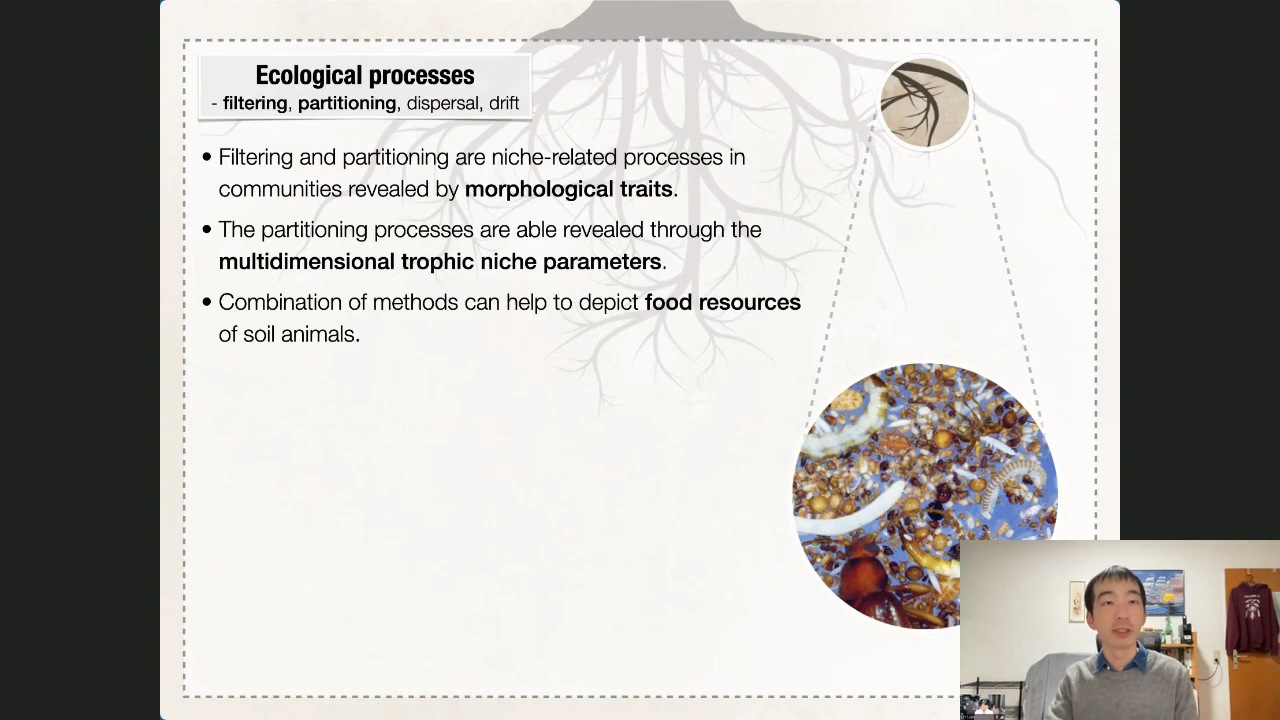 Ecological processes
- filtering, partitioning, dispersal, drift
• Filtering and partitioning are niche-related processes in
communities revealed by morphological traits.
• The partitioning processes are able revealed through the
multidimensional trophic niche parameters.
• Combination of methods can help to depict food resources
of soil animals.